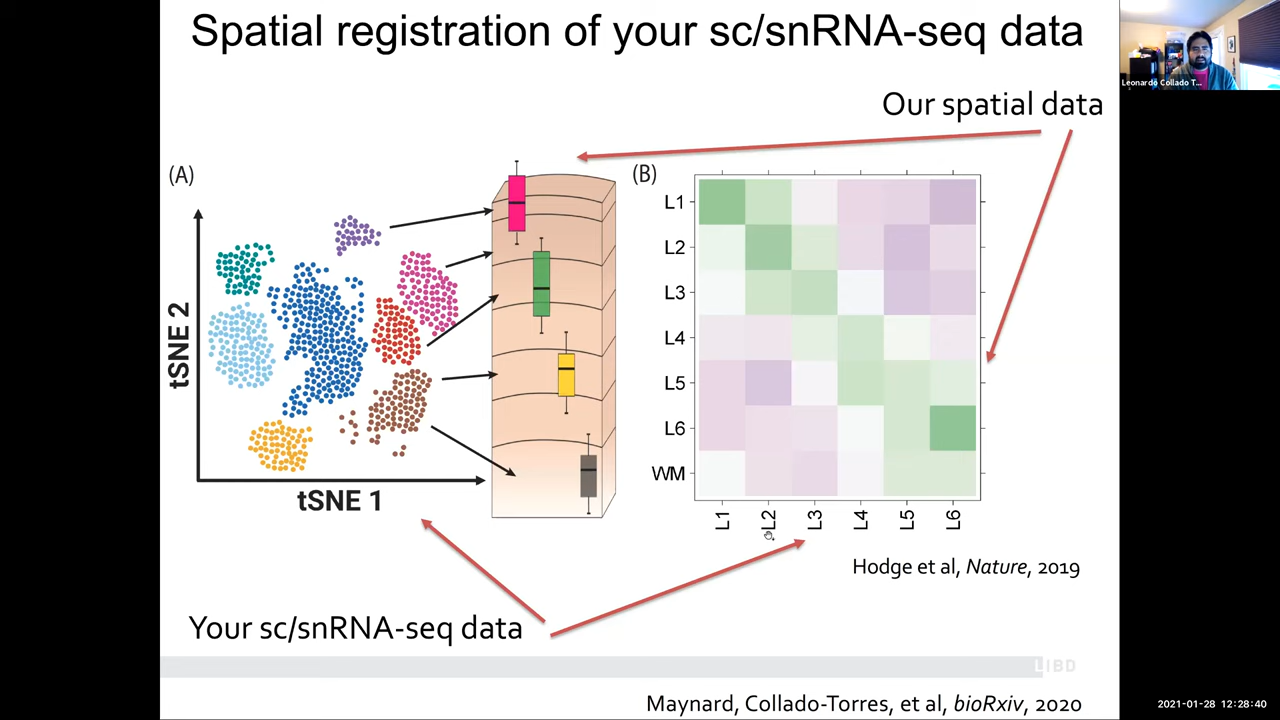 Spatial registration of your sc/snRNA-seq data
Leonardo Collado T...
Our spatial data
(A)
(B)
tSNE 2
tSNE 1
L1
L2
L3
L4
L5
L6
WM
L1
L2
L3
L4
L5
L6
Hodge et al, Nature, 2019
Your sc/snRNA-seq data
LIBD
Maynard, Collado-Torres, et al, bioRxiv, 2020
2021-01-28 12:28:40